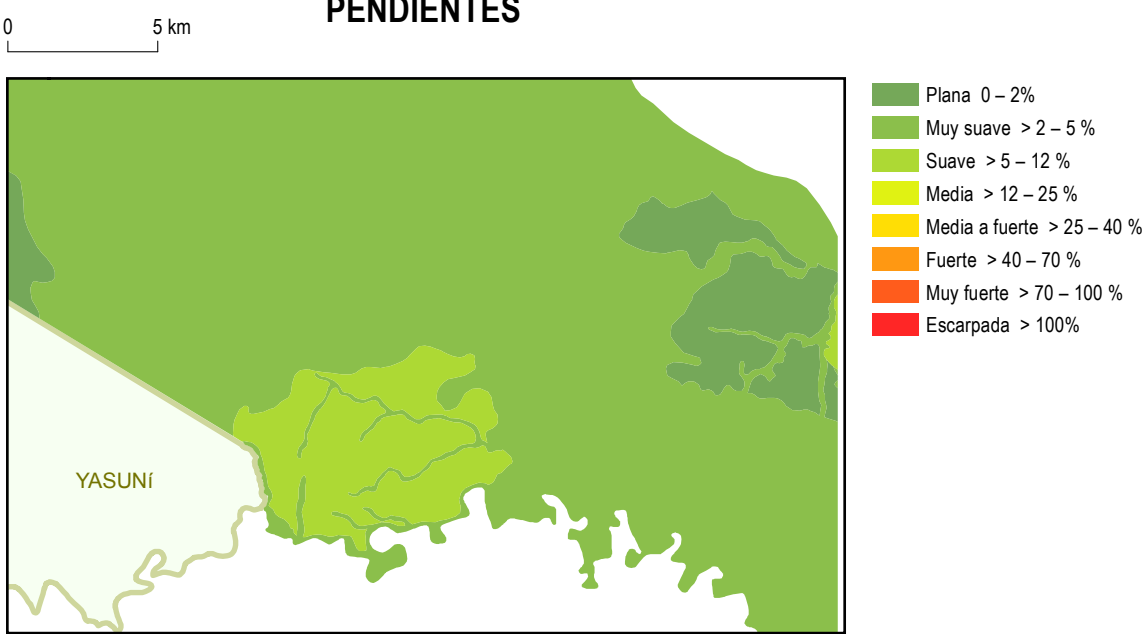 PENDIENTES
0 5 km
Plana 0 – 2%
Muy suave > 2 – 5 %
Suave > 5 – 12 %
Media > 12 – 25 %
Media a fuerte > 25 – 40 %
Fuerte > 40 – 70 %
Muy fuerte > 70 – 100 %
Escarpada > 100%
YASUNí